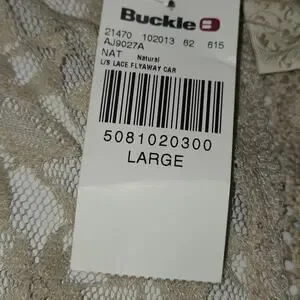 Buckle B
21470 102013 62 615
AJ9027A
NAT Natural
L/S LACE FLYAWAY CAR
5081020300
LARGE